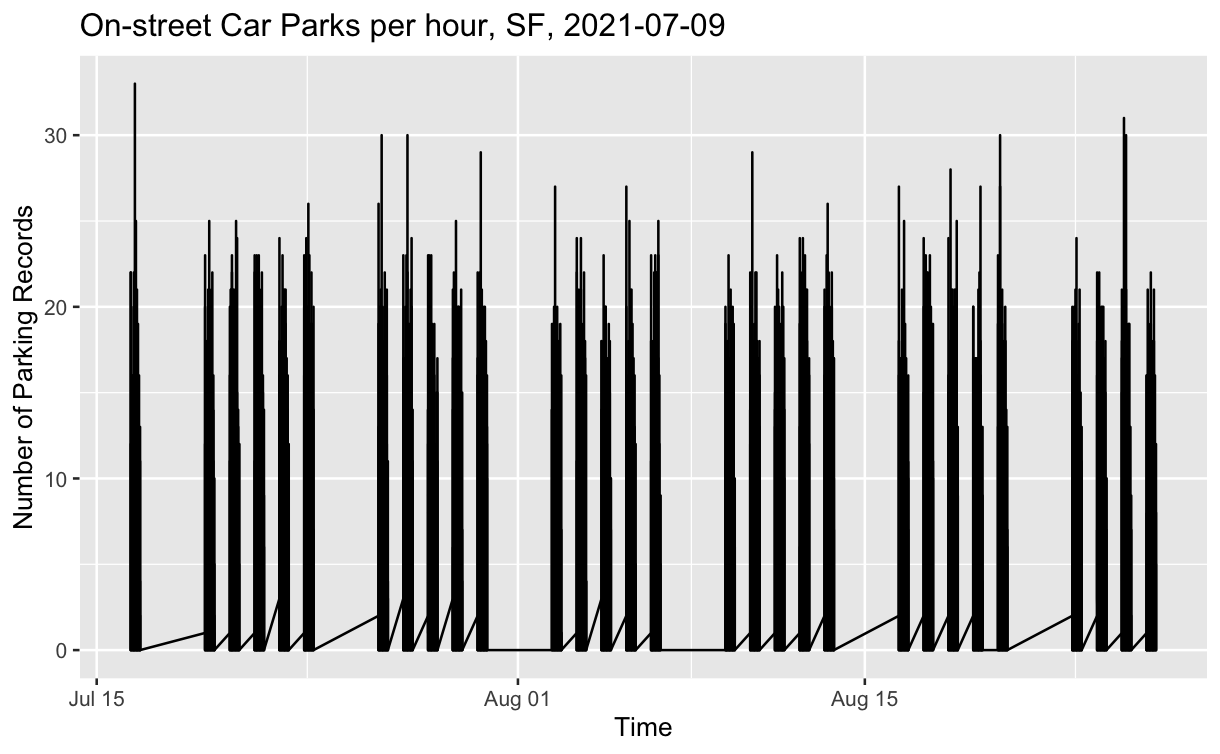 On-street Car Parks per hour, SF, 2021-07-09
Number of Parking Records
30
20
10
0
Jul 15
Aug 01
Aug 15
Time